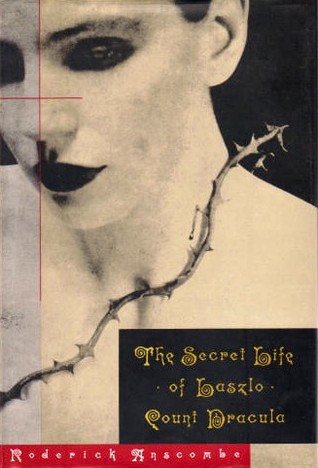 The Secret Life
· of Laszlo ·
Count Dracula
Roderick Anscombe